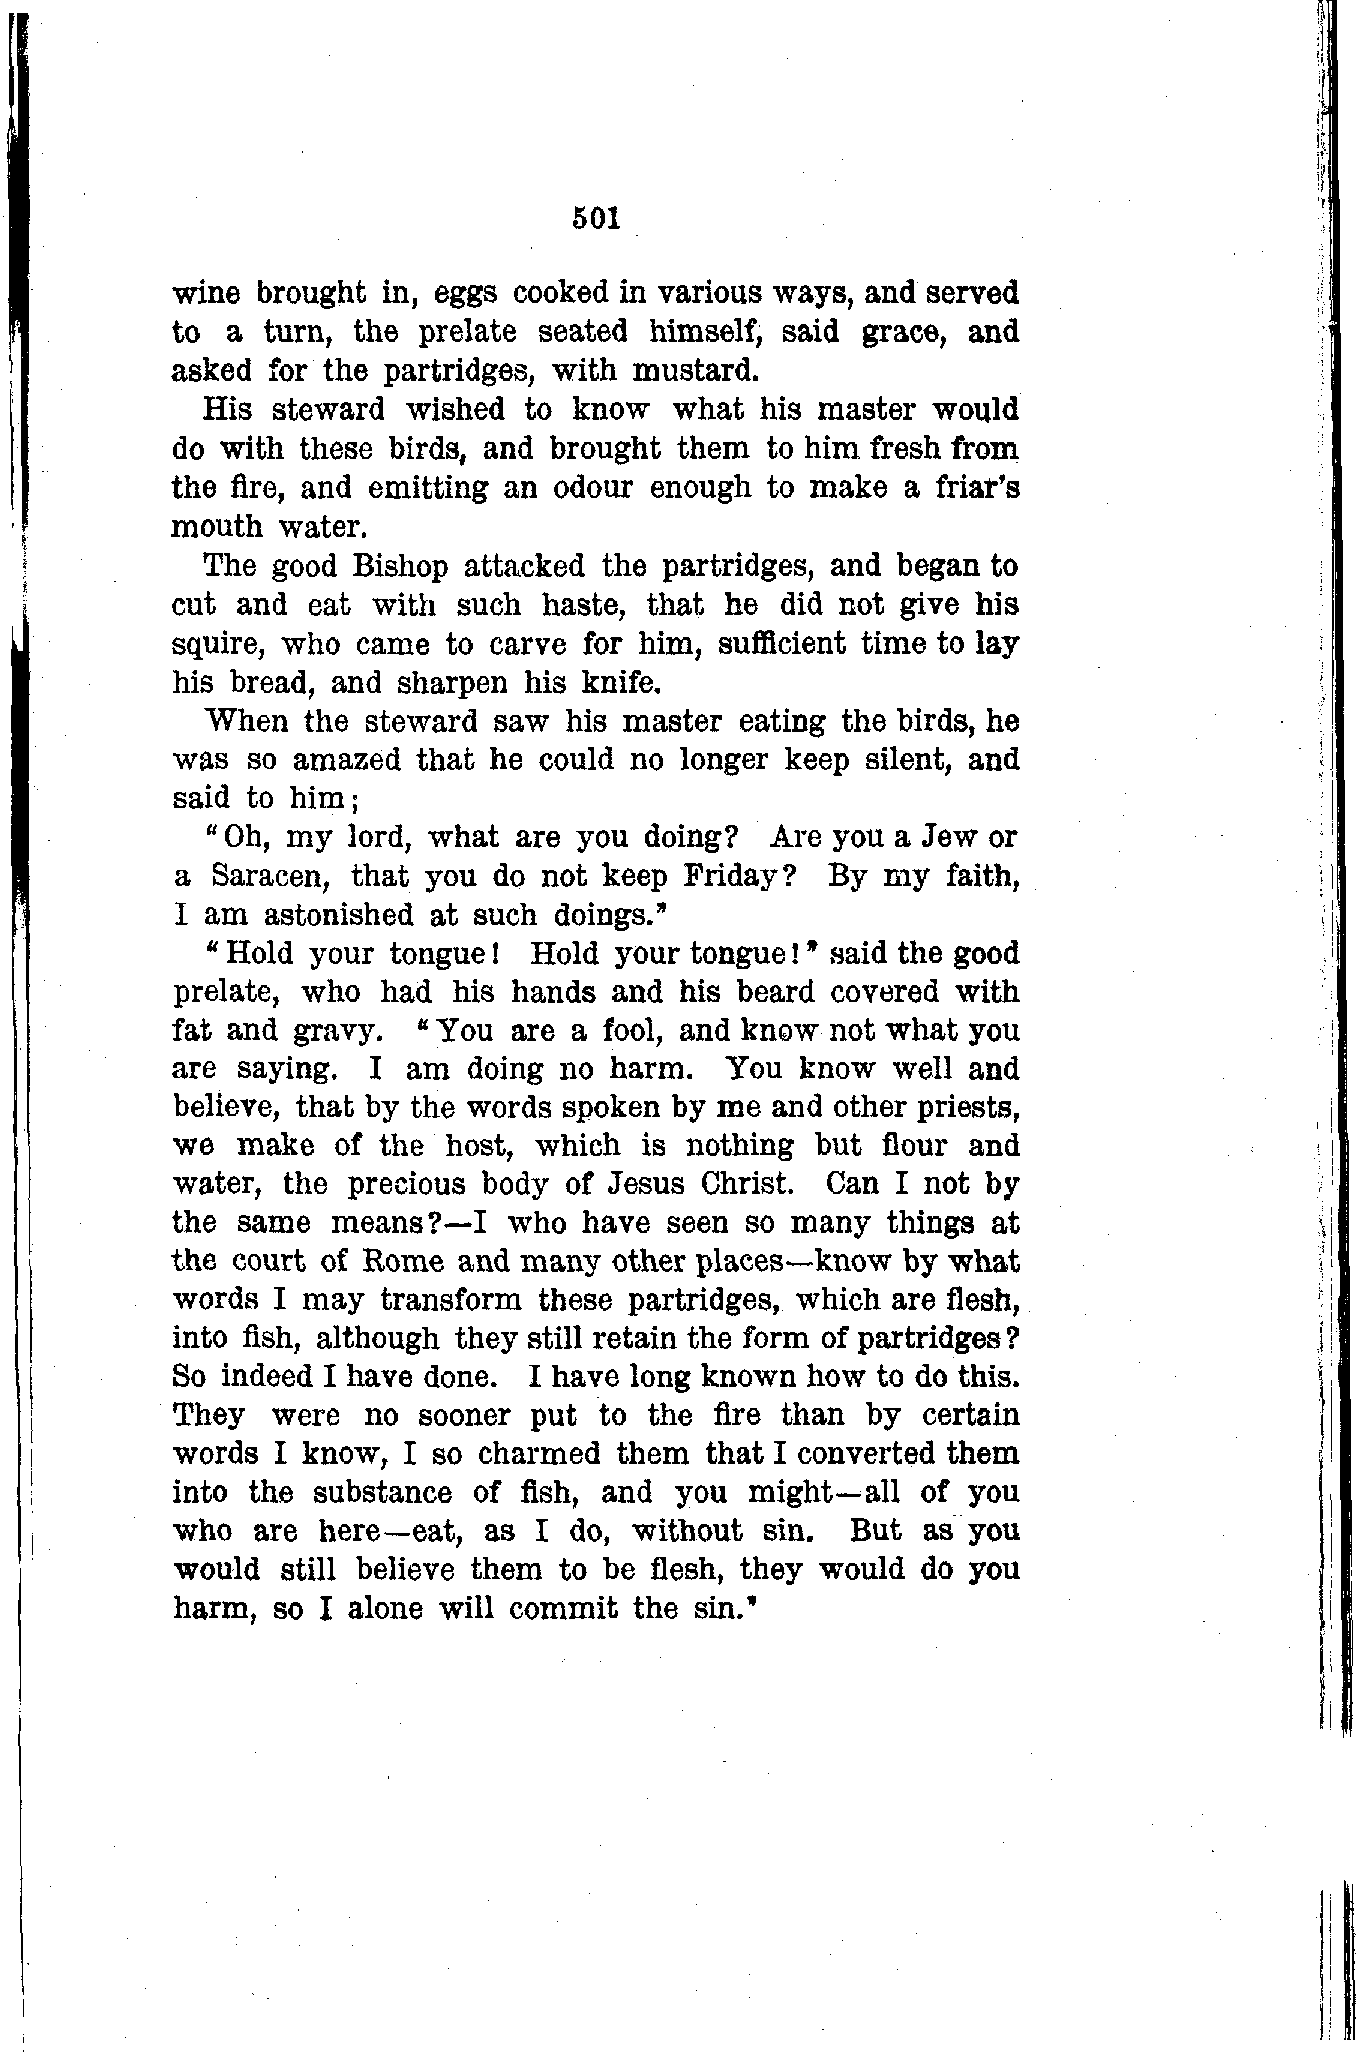 501
wine brought in, eggs cooked in various ways, and served
to a turn, the prelate seated himself, said grace, and
asked for the partridges, with mustard.
His steward wished to know what his master would
do with these birds, and brought them to him fresh from
the fire, and emitting an odour enough to make a friar's
mouth water.
The good Bishop attacked the partridges, and began to
cut and eat with such haste, that he did not give his
squire, who came to carve for him, sufficient time to lay
his bread, and sharpen his knife.
When the steward saw his master eating the birds, he
was so amazed that he could no longer keep silent, and
said to him;
“Oh, my lord, what are you doing? Are you a Jew or
a Saracen, that you do not keep Friday? By my faith,
I am astonished at such doings.”
“Hold your tongue! Hold your tongue!” said the good
prelate, who had his hands and his beard covered with
fat and gravy. “You are a fool, and know not what you
are saying. I am doing no harm. You know well and
believe, that by the words spoken by me and other priests,
we make of the host, which is nothing but flour and
water, the precious body of Jesus Christ. Can I not by
the same means?—I who have seen so many things at
the court of Rome and many other places—know by what
words I may transform these partridges, which are flesh,
into fish, although they still retain the form of partridges?
So indeed I have done. I have long known how to do this.
They were no sooner put to the fire than by certain
words I know, I so charmed them that I converted them
into the substance of fish, and you might—all of you
who are here—eat, as I do, without sin. But as you
would still believe them to be flesh, they would do you
harm, so I alone will commit the sin.”